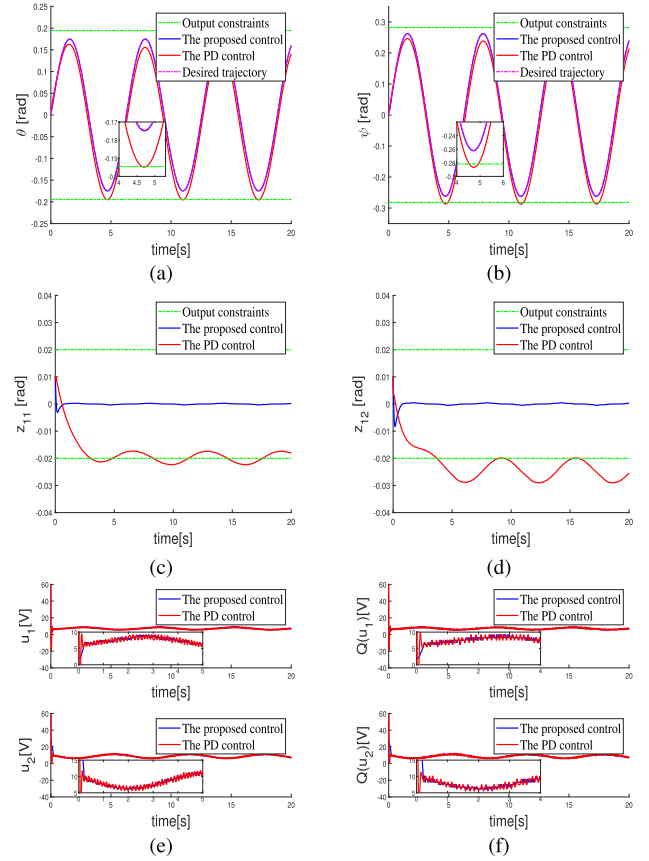 0.25
0.2
0.15
0.1
0.05
0
-0.05
-0.1
-0.15
-0.2
-0.25
θ [rad]
Output constraints
The proposed control
The PD control
Desired trajectory
-0.17
-0.18
-0.19
4 4.5 5
0 5 10 15 20
time[s]
(a)
0.3
0.2
0.1
0
-0.1
-0.2
-0.3
ψ [rad]
Output constraints
The proposed control
The PD control
Desired trajectory
-0.24
-0.26
-0.28
-0.3
4 5 6
0 5 10 15 20
time[s]
(b)
0.04
0.03
0.02
0.01
0
-0.01
-0.02
-0.03
-0.04
z11 [rad]
Output constraints
The proposed control
The PD control
0 5 10 15 20
time[s]
(c)
0.04
0.03
0.02
0.01
0
-0.01
-0.02
-0.03
-0.04
z12 [rad]
Output constraints
The proposed control
The PD control
0 5 10 15 20
time[s]
(d)
60
40
20
0
-20
-40
u1[V]
The proposed control
The PD control
10
5
0
0 1 2 3 4 5
0 5 10 15 20
time[s]
60
40
20
0
-20
-40
u2[V]
The proposed control
The PD control
15
10
5
0 1 2 3 4 5
0 5 10 15 20
time[s]
(e)
60
40
20
0
-20
-40
Q(u1)[V]
The proposed control
The PD control
10
5
0
0 1 2 3 4
0 5 10 15 20
time[s]
60
40
20
0
-20
-40
Q(u2)[V]
The proposed control
The PD control
15
10
5
0 1 2 3 4
0 5 10 15 20
time[s]
(f)